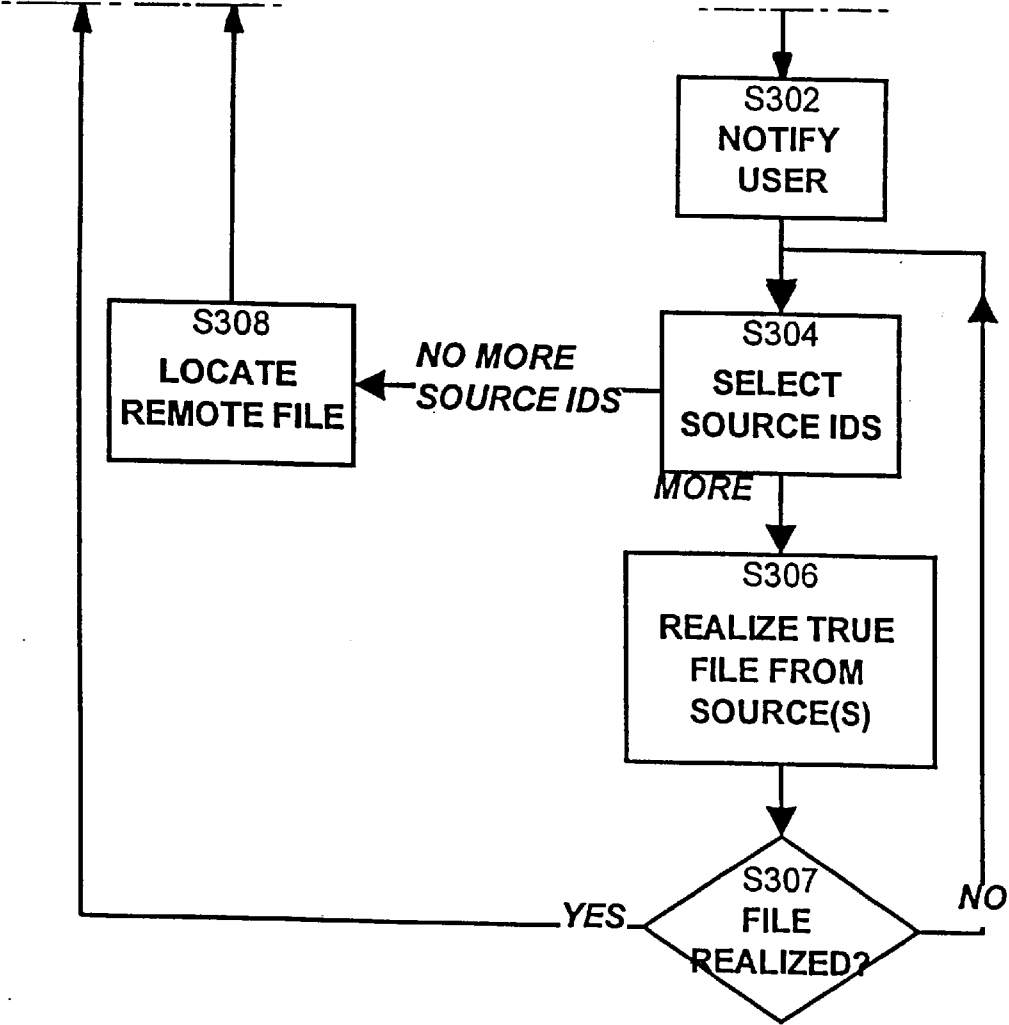 S302
NOTIFY
USER
S308
LOCATE
REMOTE FILE
NO MORE
SOURCE IDS
S304
SELECT
SOURCE IDS
MORE
S306
REALIZE TRUE
FILE FROM
SOURCE(S)
S307
FILE
REALIZED?
YES
NO